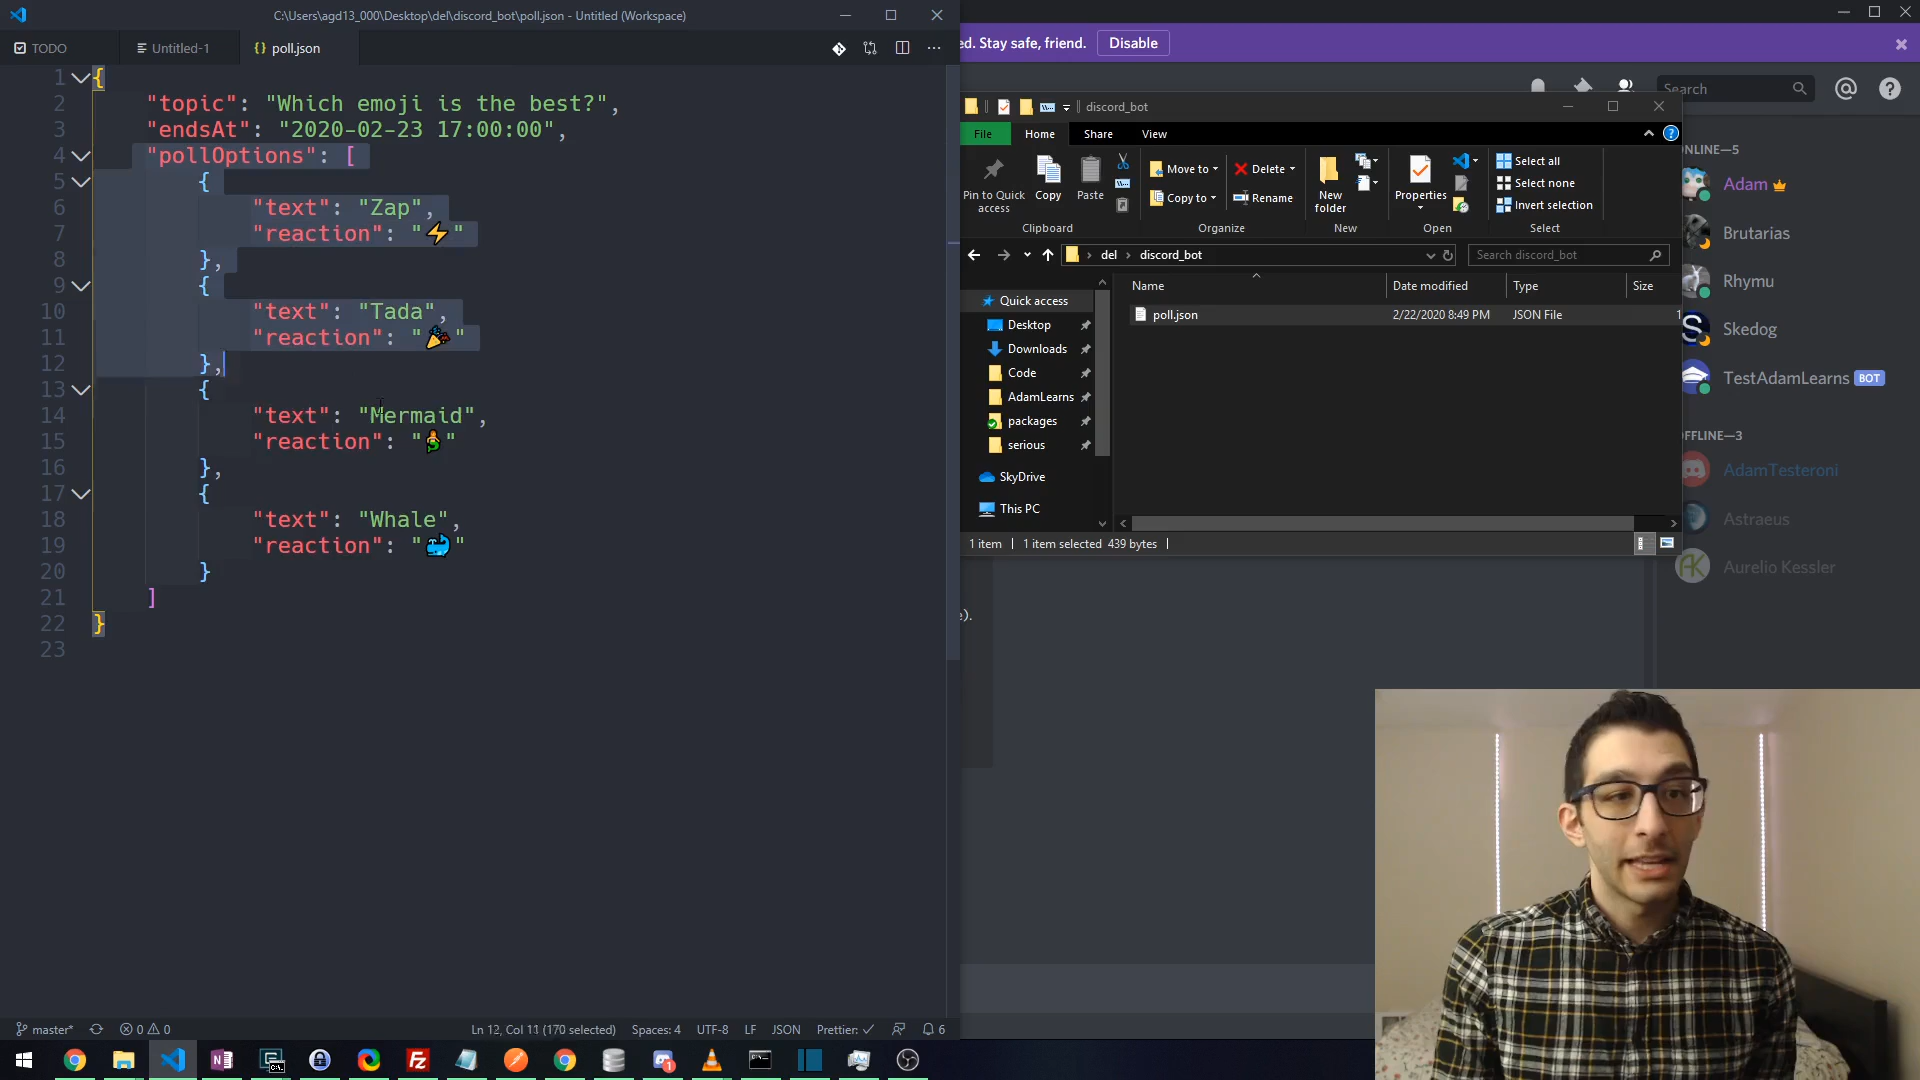 C:\Users\agd13_000\Desktop\del\discord_bot\poll.json - Untitled (Workspace)
TODO
Untitled-1
{} poll.json
1 {
2 "topic": "Which emoji is the best?",
3 "endsAt": "2020-02-23 17:00:00",
4 "pollOptions": [
5 {
6 "text": "Zap",
7 "reaction": "⚡"
8 },
9 {
10 "text": "Tada",
11 "reaction": "🎉"
12 },
13 {
14 "text": "Mermaid",
15 "reaction": "🧜"
16 },
17 {
18 "text": "Whale",
19 "reaction": "🐳"
20 }
21 ]
22 }
23
master*
0 0
Ln 12, Col 11 (170 selected)
Spaces: 4
UTF-8
LF
JSON
Prettier: ✓
6
ed. Stay safe, friend.
Disable
Search
discord_bot
File
Home
Share
View
Pin to Quick access
Copy
Paste
Move to
Copy to
Delete
Rename
New folder
Properties
Select all
Select none
Invert selection
Clipboard
Organize
New
Open
Select
del › discord_bot
Search discord_bot
Name
Date modified
Type
Size
Quick access
Desktop
Downloads
Code
AdamLearns
packages
serious
SkyDrive
This PC
poll.json
2/22/2020 8:49 PM
JSON File
1
1 item
1 item selected 439 bytes
e).
ONLINE—5
Adam
Brutarias
Rhymu
Skedog
TestAdamLearns BOT
OFFLINE—3
AdamTesteroni
Astraeus
Aurelio Kessler